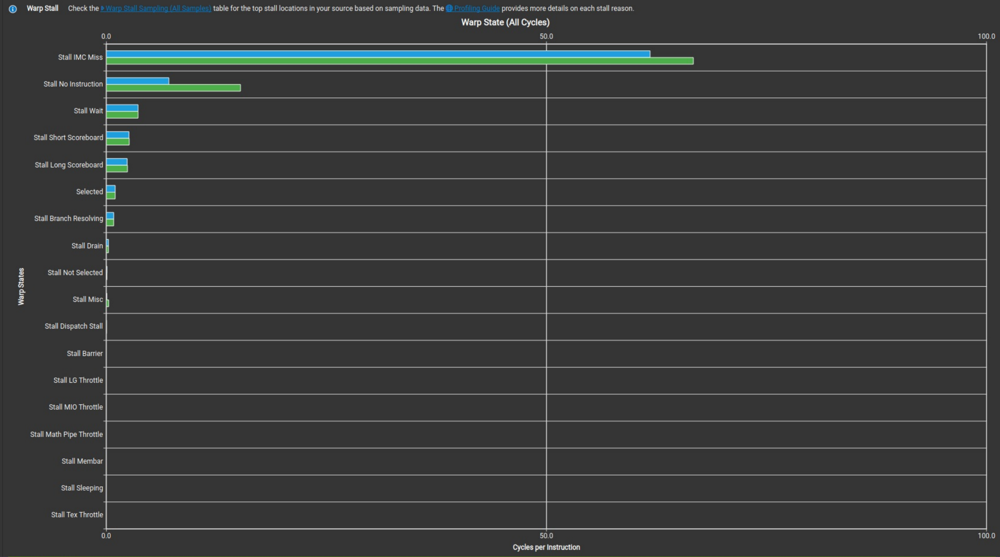 Warp Stall Check the Warp Stall Sampling (All Samples) table for the top stall locations in your source based on sampling data. The Profiling Guide provides more details on each stall reason.
Warp State (All Cycles)
0.0 50.0 100.0
Stall IMC Miss
Stall No Instruction
Stall Wait
Stall Short Scoreboard
Stall Long Scoreboard
Selected
Stall Branch Resolving
Stall Drain
Stall Not Selected
Stall Misc
Stall Dispatch Stall
Stall Barrier
Stall LG Throttle
Stall MIO Throttle
Stall Math Pipe Throttle
Stall Membar
Stall Sleeping
Stall Tex Throttle
Warp States
0.0 50.0 100.0
Cycles per Instruction